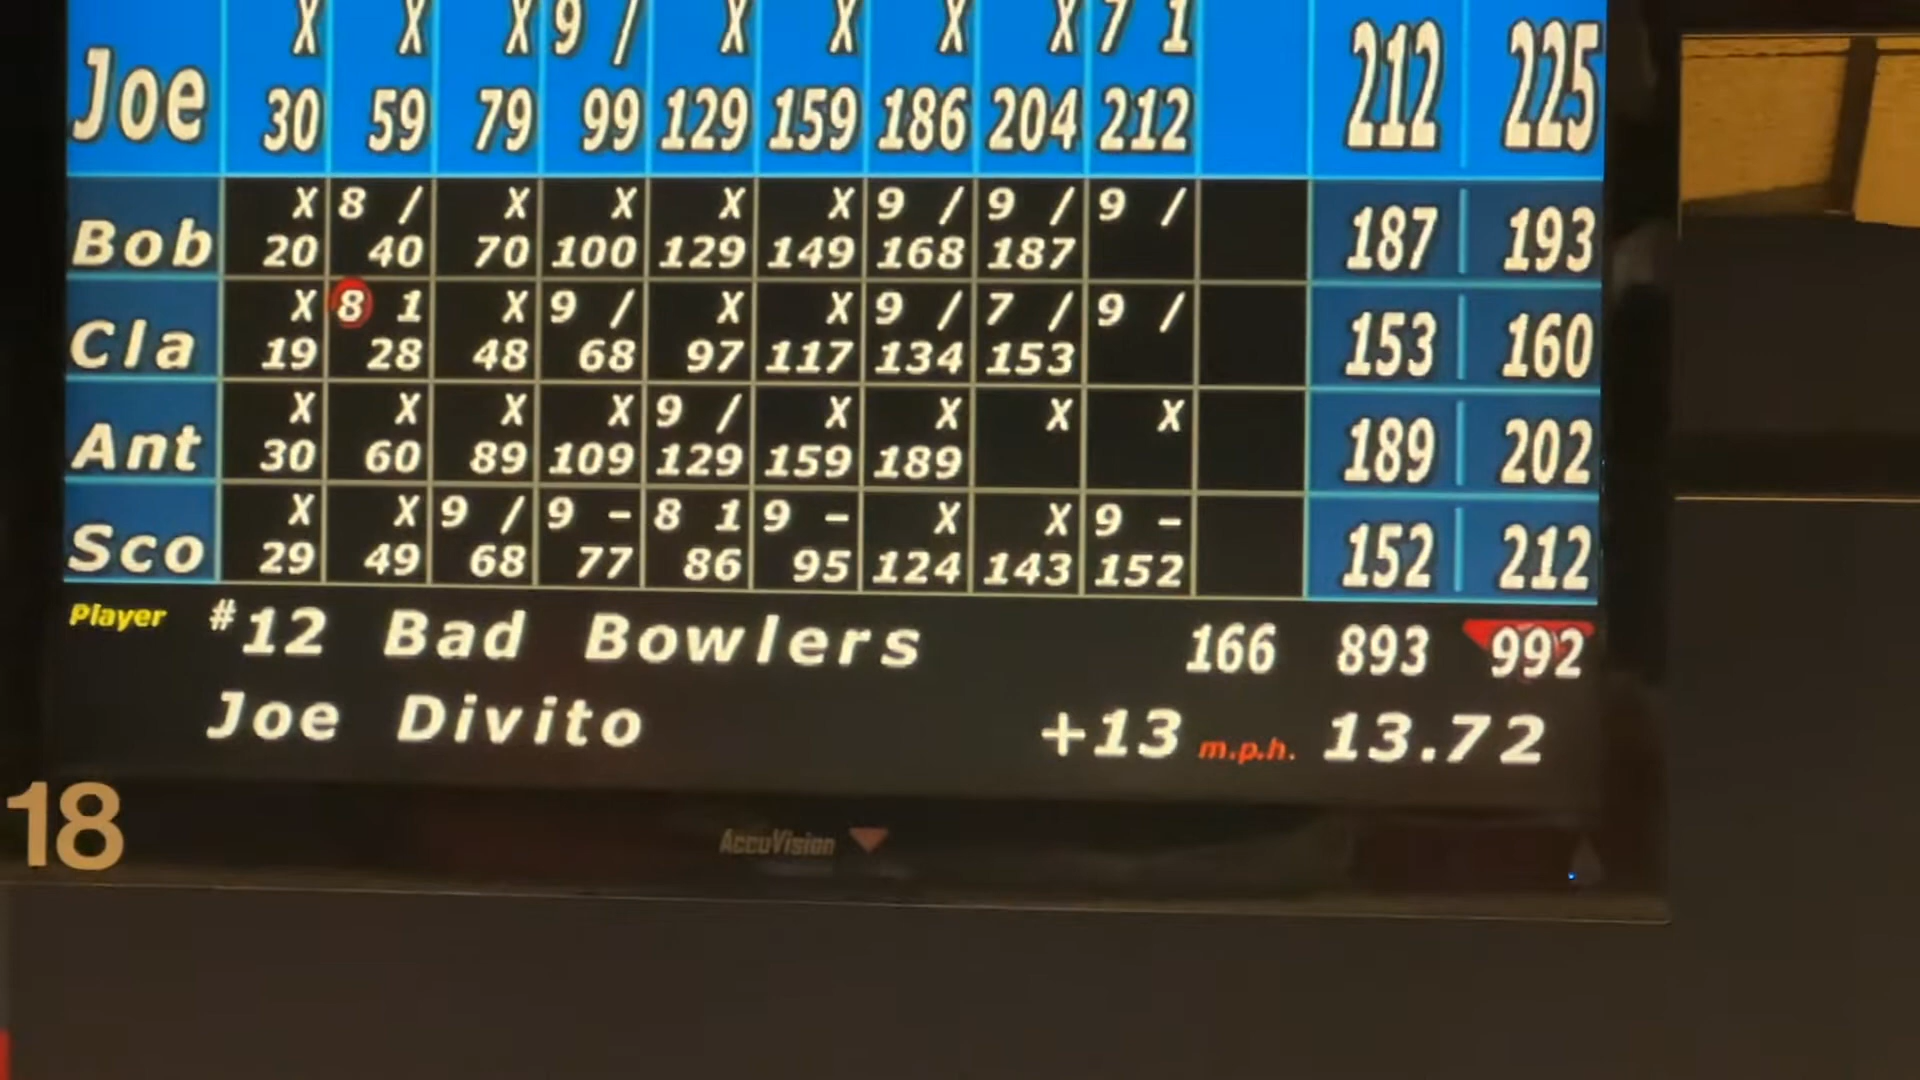 X X X 9 / X X X X 7 1
Joe 30 59 79 99 129 159 186 204 212 212 225
X 8 / X X X X 9 / 9 / 9 /
Bob 20 40 70 100 129 149 168 187 187 193
X 8 1 X 9 / X X 9 / 7 / 9 /
Cla 19 28 48 68 97 117 134 153 153 160
X X X X 9 / X X X X
Ant 30 60 89 109 129 159 189 189 202
X X 9 / 9 - 8 1 9 - X X 9 -
Sco 29 49 68 77 86 95 124 143 152 152 212
Player #12 Bad Bowlers 166 893 992
Joe Divito +13 m.p.h. 13.72
18
AccuVision